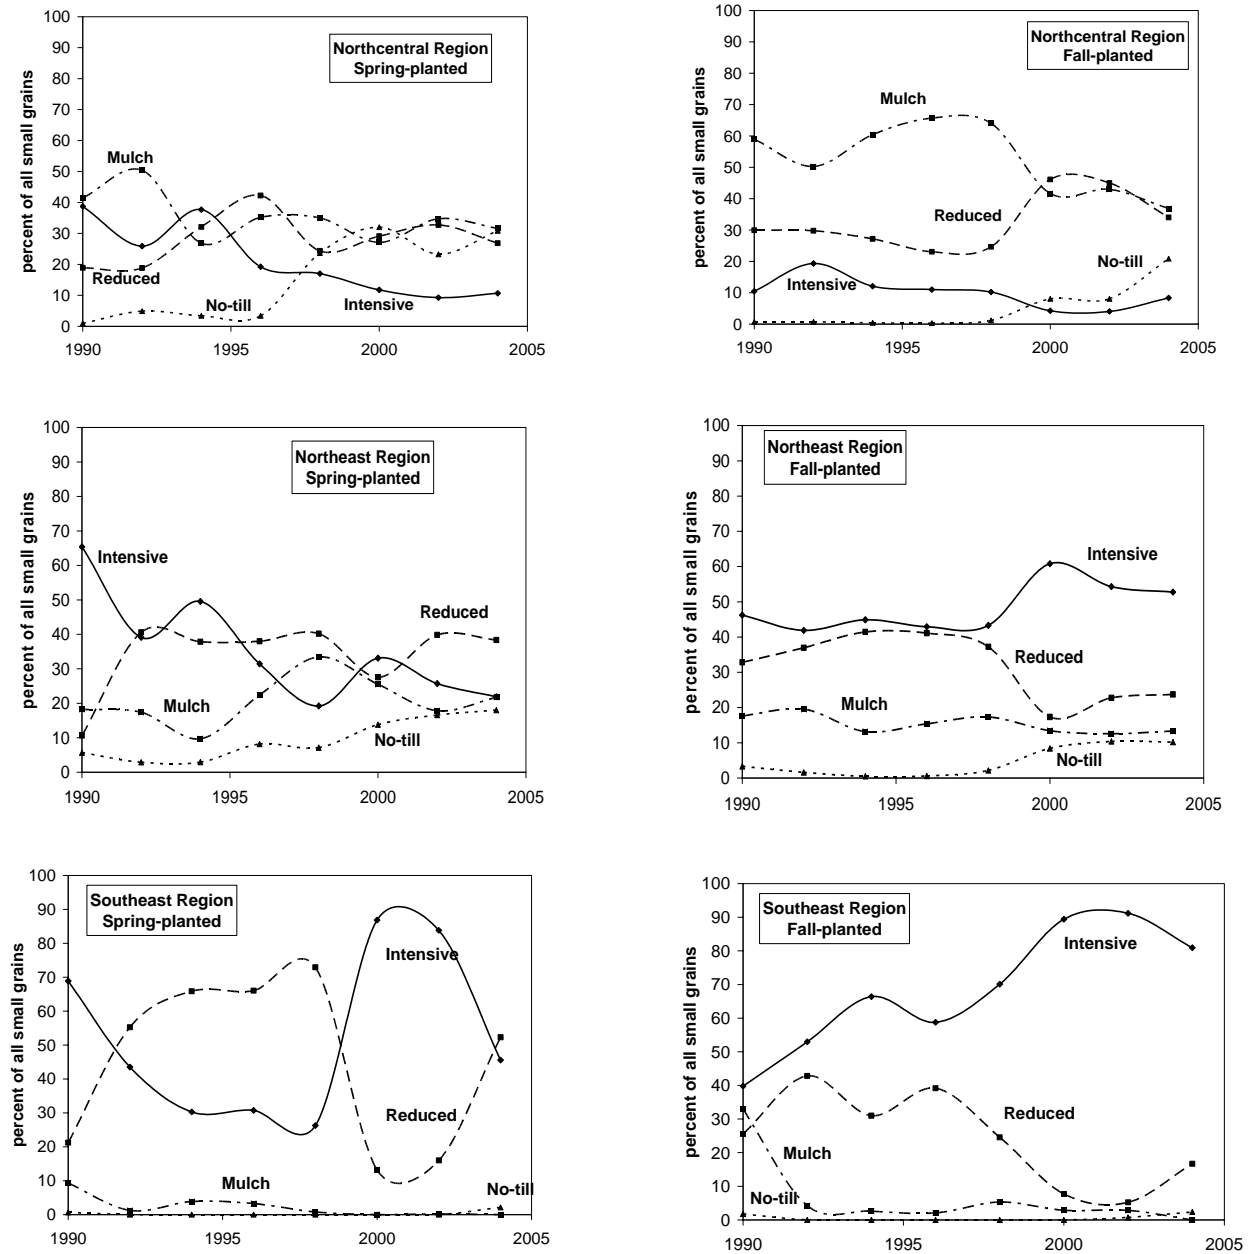 Northcentral Region
Spring-planted
percent of all small grains
100
90
80
70
60
50
40
30
20
10
0
Mulch
Reduced
No-till
Intensive
1990 1995 2000 2005
Northcentral Region
Fall-planted
percent of all small grains
100
90
80
70
60
50
40
30
20
10
0
Mulch
Reduced
No-till
Intensive
1990 1995 2000 2005
Northeast Region
Spring-planted
percent of all small grains
100
90
80
70
60
50
40
30
20
10
0
Intensive
Reduced
Mulch
No-till
1990 1995 2000 2005
Northeast Region
Fall-planted
percent of all small grains
100
90
80
70
60
50
40
30
20
10
0
Intensive
Reduced
Mulch
No-till
1990 1995 2000 2005
Southeast Region
Spring-planted
percent of all small grains
100
90
80
70
60
50
40
30
20
10
0
Intensive
Reduced
Mulch
No-till
1990 1995 2000 2005
Southeast Region
Fall-planted
percent of all small grains
100
90
80
70
60
50
40
30
20
10
0
Intensive
Reduced
Mulch
No-till
1990 1995 2000 2005